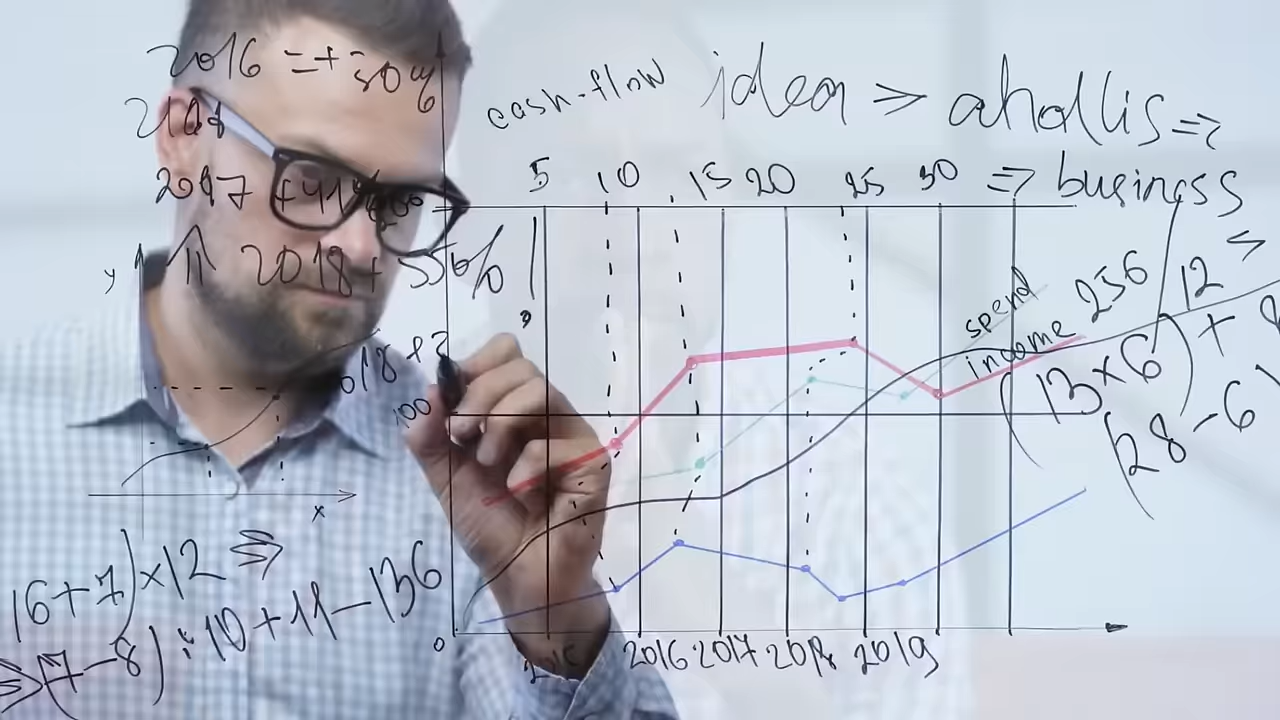 2016 =+30%
cash-flow
idea => ahallis =>
5 10 15 20 25 30 => business
2017 +41%
2018+ 55%
y
spend
income
256
12
(13×6)+
(28-6)
100
x
16+7)×12 =>
=>(7-8) : 10+11-136
0
2016 2017 2018 2019